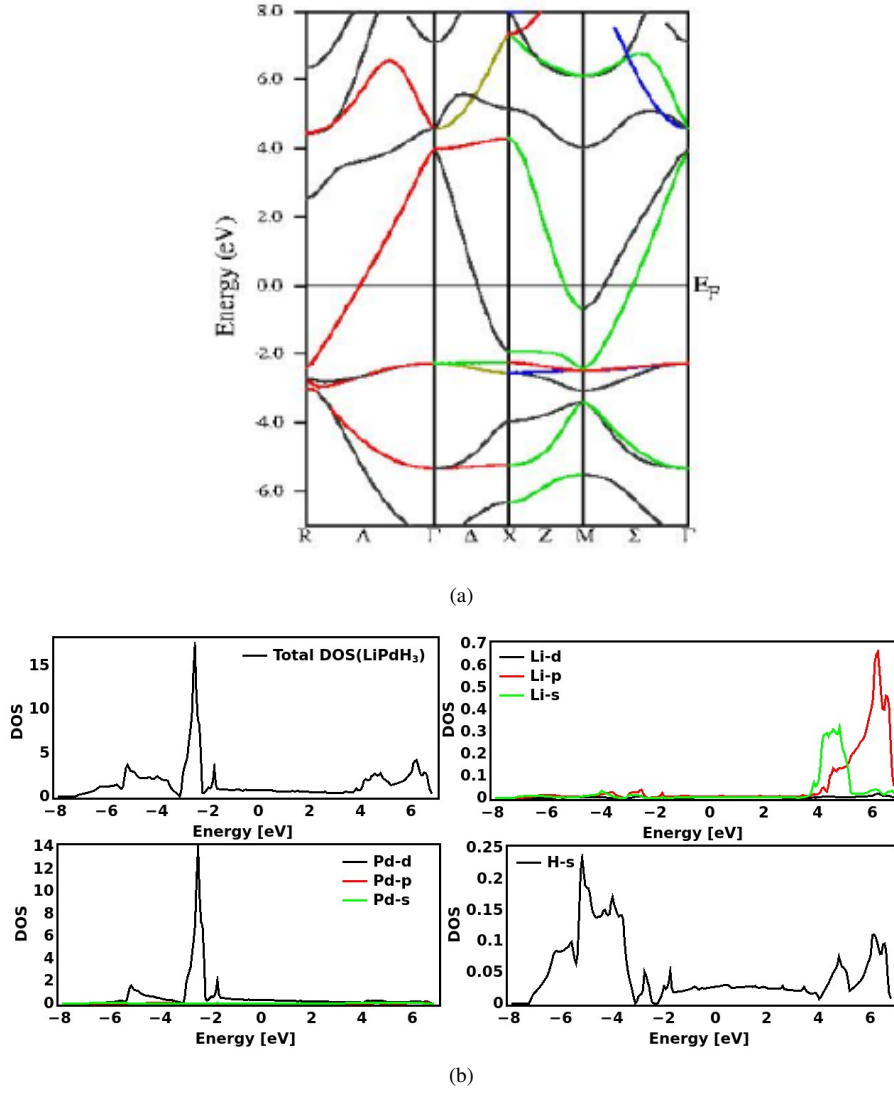 8.0
6.0
4.0
2.0
0.0
-2.0
-4.0
-6.0
Energy (eV)
E_F
R Λ Γ Δ X Z M Σ Γ
(a)
Total DOS(LiPdH₃)
DOS
15
10
5
0
−8 −6 −4 −2 0 2 4 6
Energy [eV]
Li-d
Li-p
Li-s
DOS
0.7
0.6
0.5
0.4
0.3
0.2
0.1
0
−8 −6 −4 −2 0 2 4 6
Energy [eV]
Pd-d
Pd-p
Pd-s
DOS
14
12
10
8
6
4
2
0
−8 −6 −4 −2 0 2 4 6
Energy [eV]
H-s
DOS
0.25
0.2
0.15
0.1
0.05
0
−8 −6 −4 −2 0 2 4 6
Energy [eV]
(b)